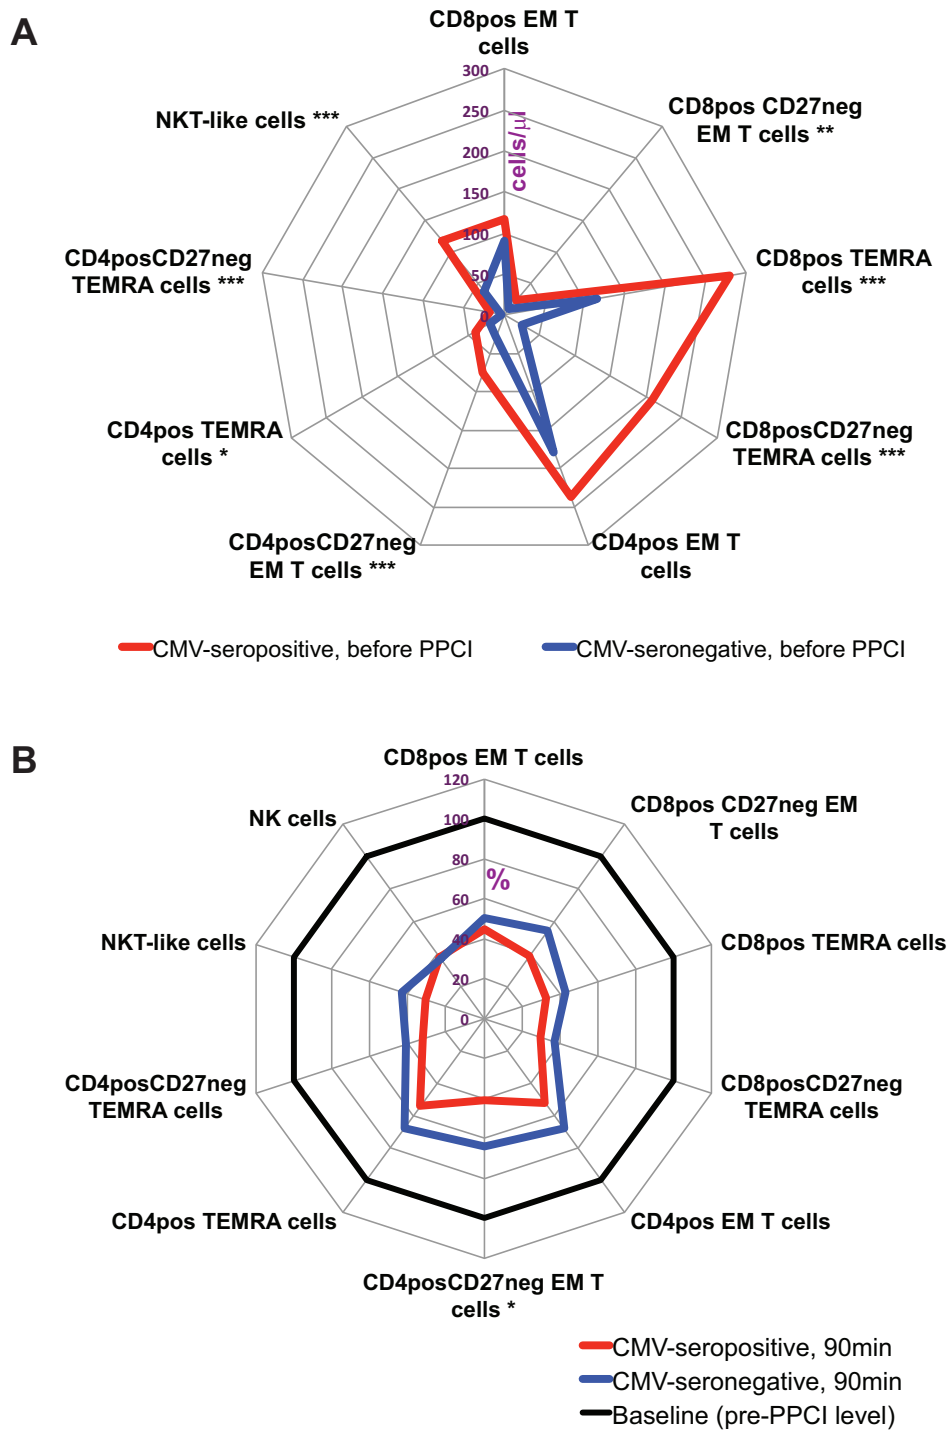 A
CD8pos EM T
cells
300
250
200
150
100
50
0
cells/µl
CD8pos CD27neg
EM T cells **
CD8pos TEMRA
cells ***
CD8posCD27neg
TEMRA cells ***
CD4pos EM T
cells
CD4posCD27neg
EM T cells ***
CD4pos TEMRA
cells *
CD4posCD27neg
TEMRA cells ***
NKT-like cells ***
CMV-seropositive, before PPCI
CMV-seronegative, before PPCI
B
CD8pos EM T cells
120
100
80
60
40
20
0
%
CD8pos CD27neg EM
T cells
CD8pos TEMRA cells
CD8posCD27neg
TEMRA cells
CD4pos EM T cells
CD4posCD27neg EM T
cells *
CD4pos TEMRA cells
CD4posCD27neg
TEMRA cells
NKT-like cells
NK cells
CMV-seropositive, 90min
CMV-seronegative, 90min
Baseline (pre-PPCI level)